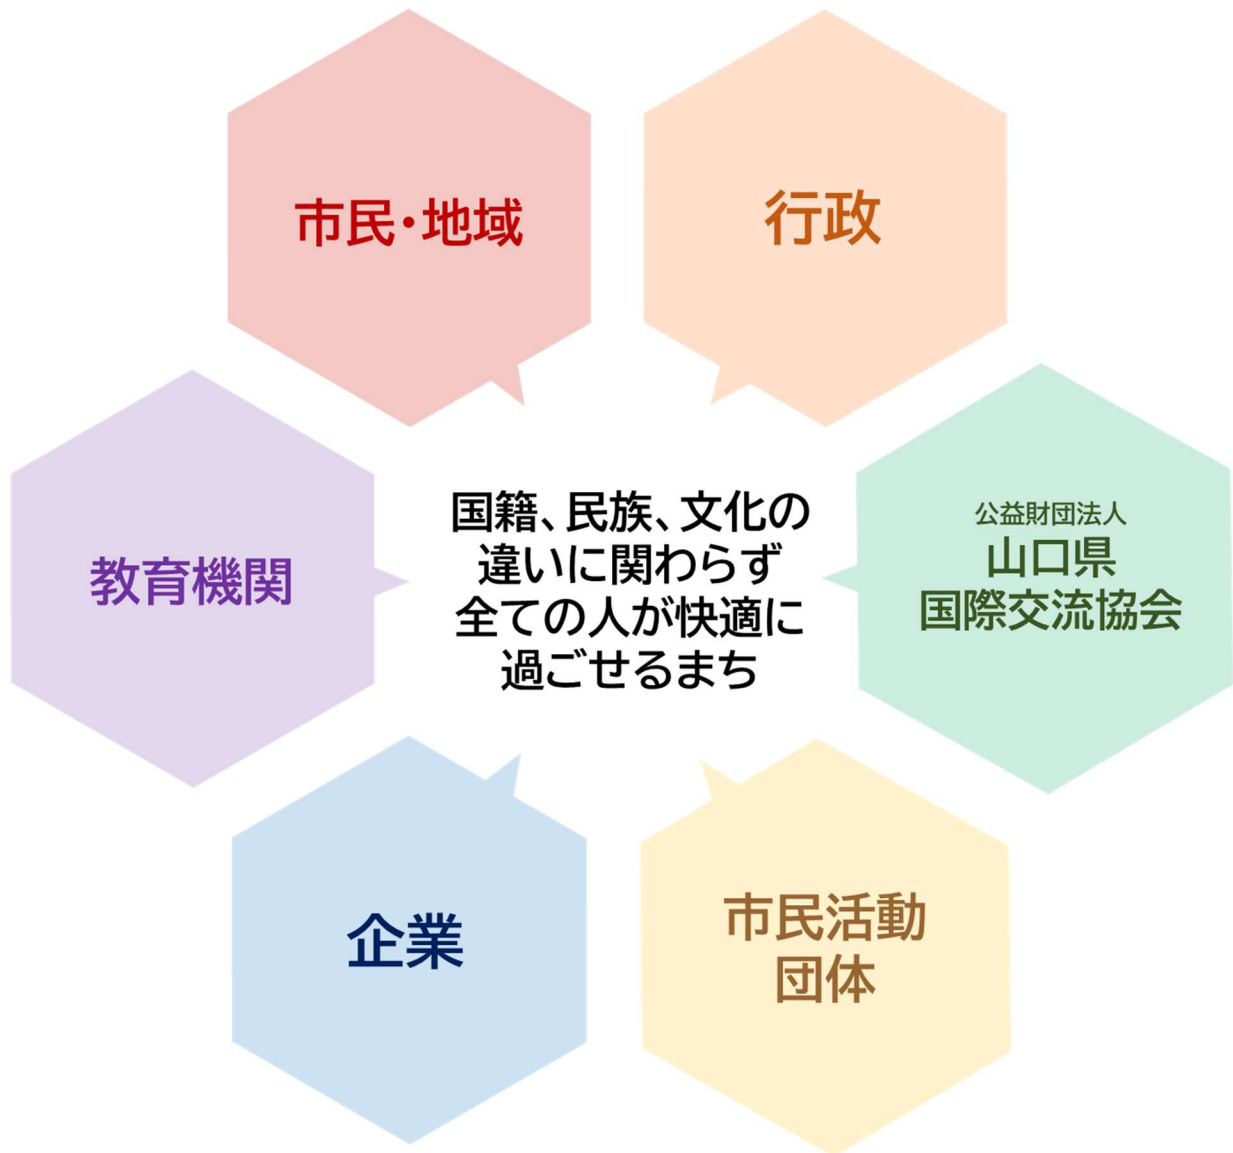 市民・地域
行政
教育機関
国籍、民族、文化の
違いに関わらず
全ての人が快適に
過ごせるまち
公益財団法人
山口県
国際交流協会
企業
市民活動
団体